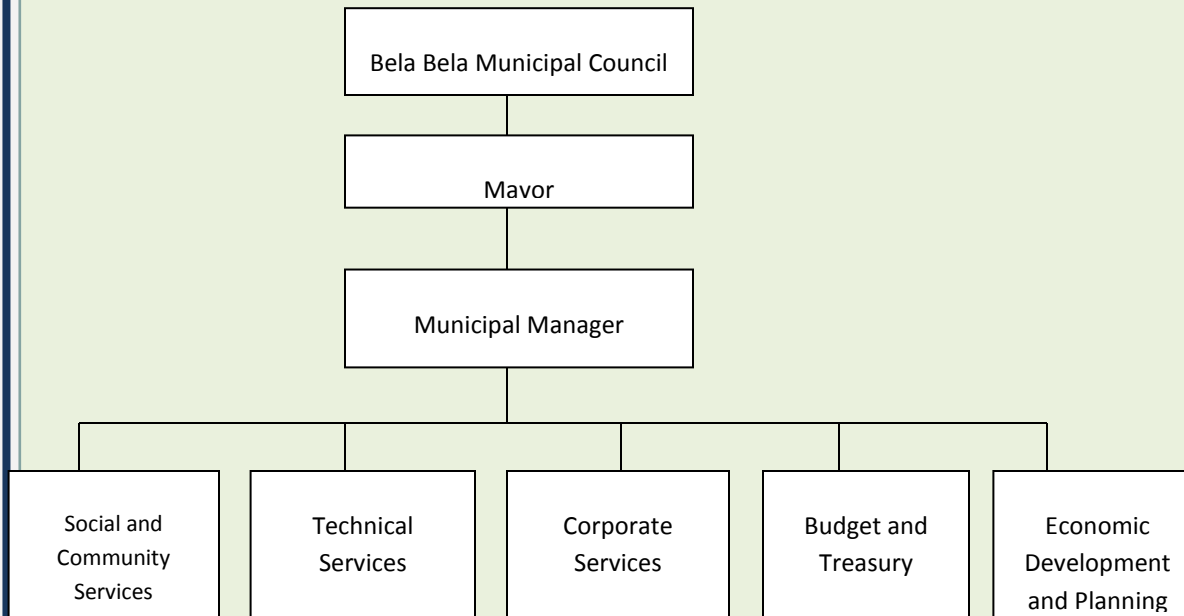 Bela Bela Municipal Council
Mayor
Municipal Manager
Social and
Community
Services
Technical
Services
Corporate
Services
Budget and
Treasury
Economic
Development
and Planning